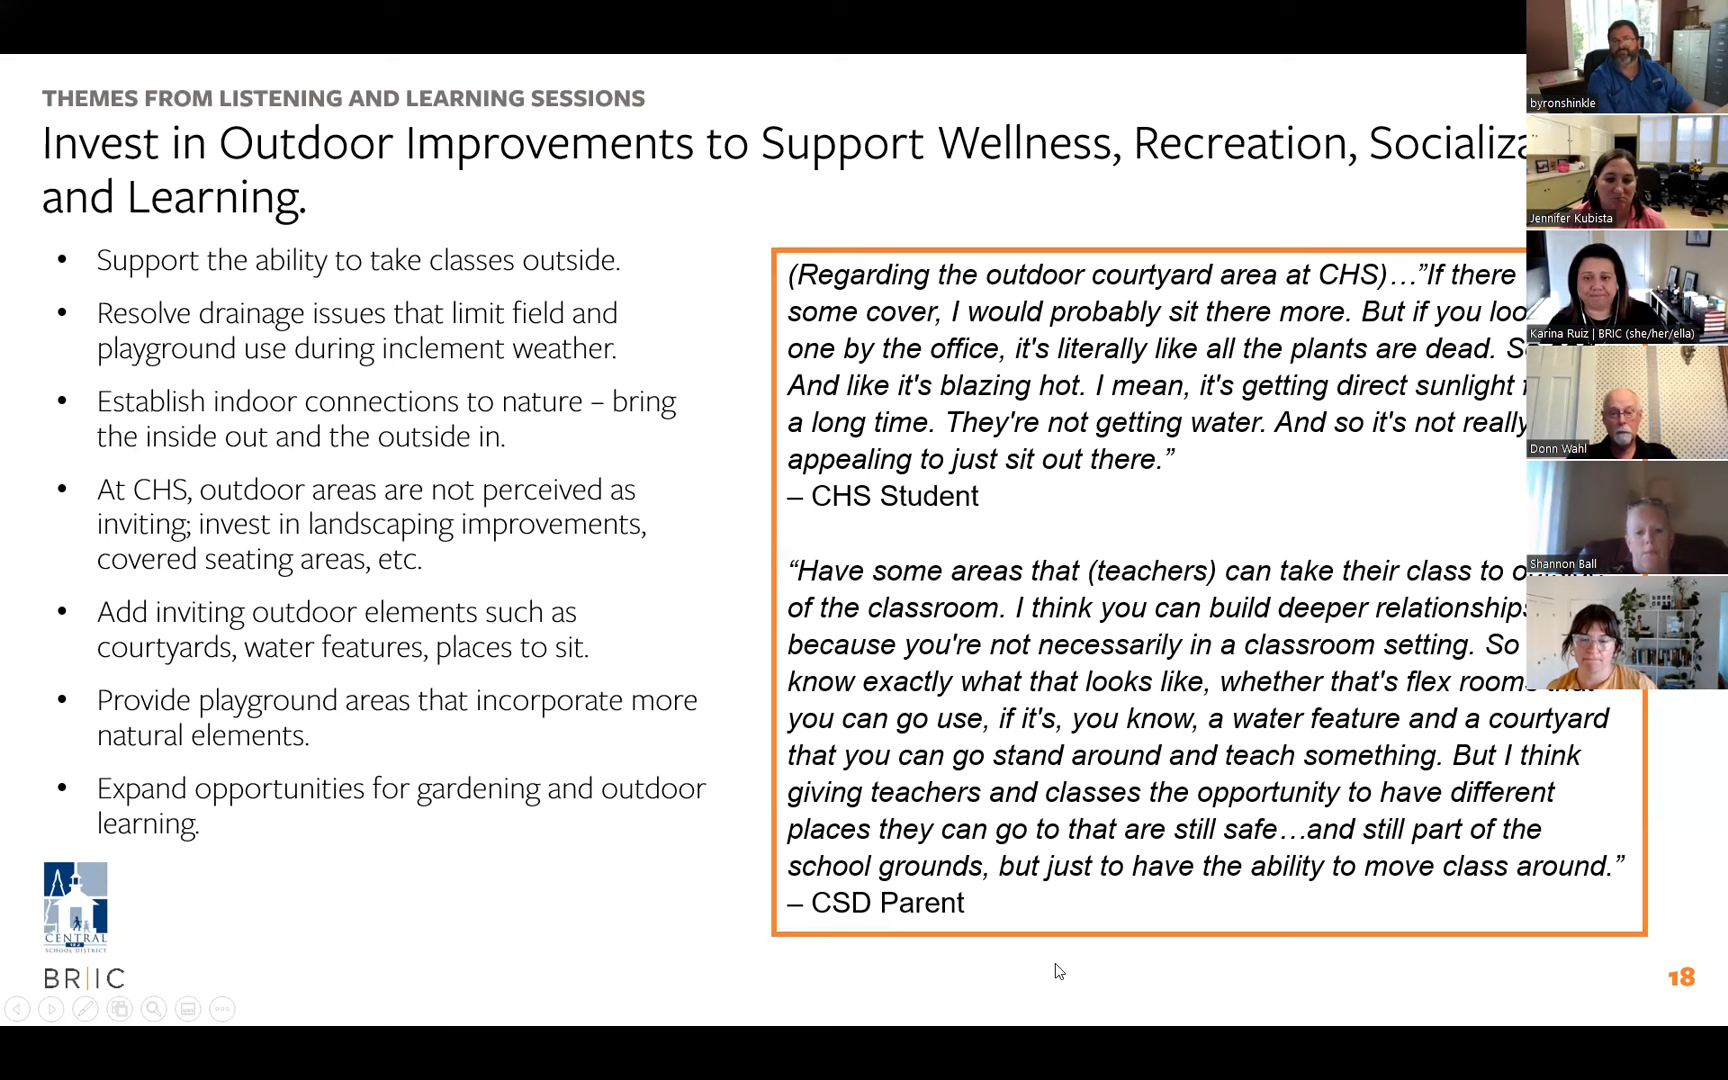 THEMES FROM LISTENING AND LEARNING SESSIONS
Invest in Outdoor Improvements to Support Wellness, Recreation, Socializa
and Learning.
• Support the ability to take classes outside.
• Resolve drainage issues that limit field and
playground use during inclement weather.
• Establish indoor connections to nature – bring
the inside out and the outside in.
• At CHS, outdoor areas are not perceived as
inviting; invest in landscaping improvements,
covered seating areas, etc.
• Add inviting outdoor elements such as
courtyards, water features, places to sit.
• Provide playground areas that incorporate more
natural elements.
• Expand opportunities for gardening and outdoor
learning.
(Regarding the outdoor courtyard area at CHS)…”If there
some cover, I would probably sit there more. But if you loo
one by the office, it's literally like all the plants are dead.
And like it's blazing hot. I mean, it's getting direct sunlight
a long time. They're not getting water. And so it's not really
appealing to just sit out there.”
– CHS Student
“Have some areas that (teachers) can take their class to
of the classroom. I think you can build deeper relationships
because you're not necessarily in a classroom setting. So
know exactly what that looks like, whether that's flex rooms that
you can go use, if it's, you know, a water feature and a courtyard
that you can go stand around and teach something. But I think
giving teachers and classes the opportunity to have different
places they can go to that are still safe…and still part of the
school grounds, but just to have the ability to move class around.”
– CSD Parent
CENTRAL
SCHOOL DISTRICT
BR|IC
18
byronshinkle
Jennifer Kubista
Karina Ruiz | BRIC (she/her/ella)
Donn Wahl
Shannon Ball